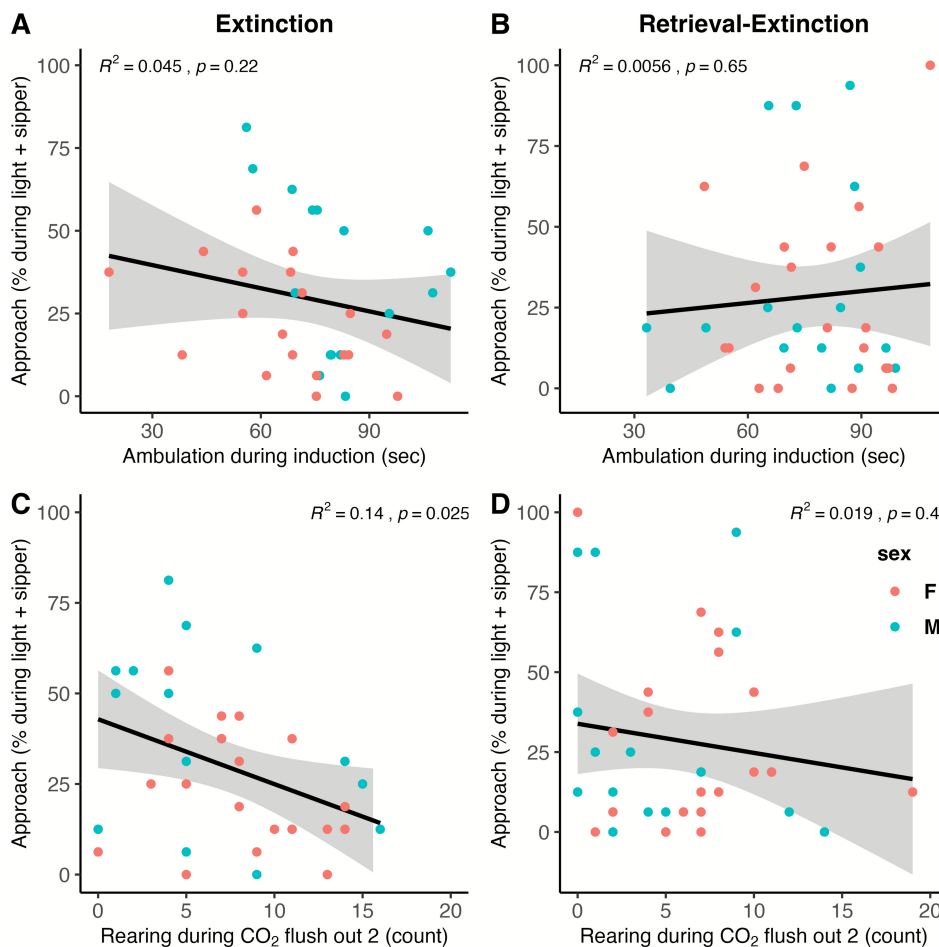 A Extinction
R² = 0.045 , p = 0.22
Approach (% during light + sipper)
100
75
50
25
0
30 60 90
Ambulation during induction (sec)
B Retrieval-Extinction
R² = 0.0056 , p = 0.65
Approach (% during light + sipper)
100
75
50
25
0
30 60 90
Ambulation during induction (sec)
C
R² = 0.14 , p = 0.025
Approach (% during light + sipper)
100
75
50
25
0
0 5 10 15 20
Rearing during CO₂ flush out 2 (count)
D
R² = 0.019 , p = 0.4
Approach (% during light + sipper)
100
75
50
25
0
sex
F
M
0 5 10 15 20
Rearing during CO₂ flush out 2 (count)